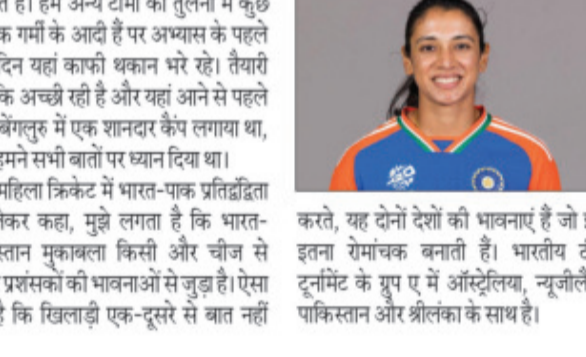 त है। हम अन्य टीमों की तुलना में कुछ
क गर्मी के आदी हैं पर अभ्यास के पहले
दिन यहां काफी थकान भरे रहे। तैयारी
कि अच्छी रही है और यहां आने से पहले
बेंगलुरु में एक शानदार कैंप लगाया था,
हमने सभी बातों पर ध्यान दिया था।
महिला क्रिकेट में भारत-पाक प्रतिद्वंद्विता
लेकर कहा, मुझे लगता है कि भारत-
स्तान मुकाबला किसी और चीज से
प्रशंसकों की भावनाओं से जुड़ा है। ऐसा
है कि खिलाड़ी एक-दूसरे से बात नहीं
करते, यह दोनों देशों की भावनाएं हैं जो
इतना रोमांचक बनाती हैं। भारतीय
टूर्नामेंट के ग्रुप ए में ऑस्ट्रेलिया, न्यूजील
पाकिस्तान और श्रीलंका के साथ है।